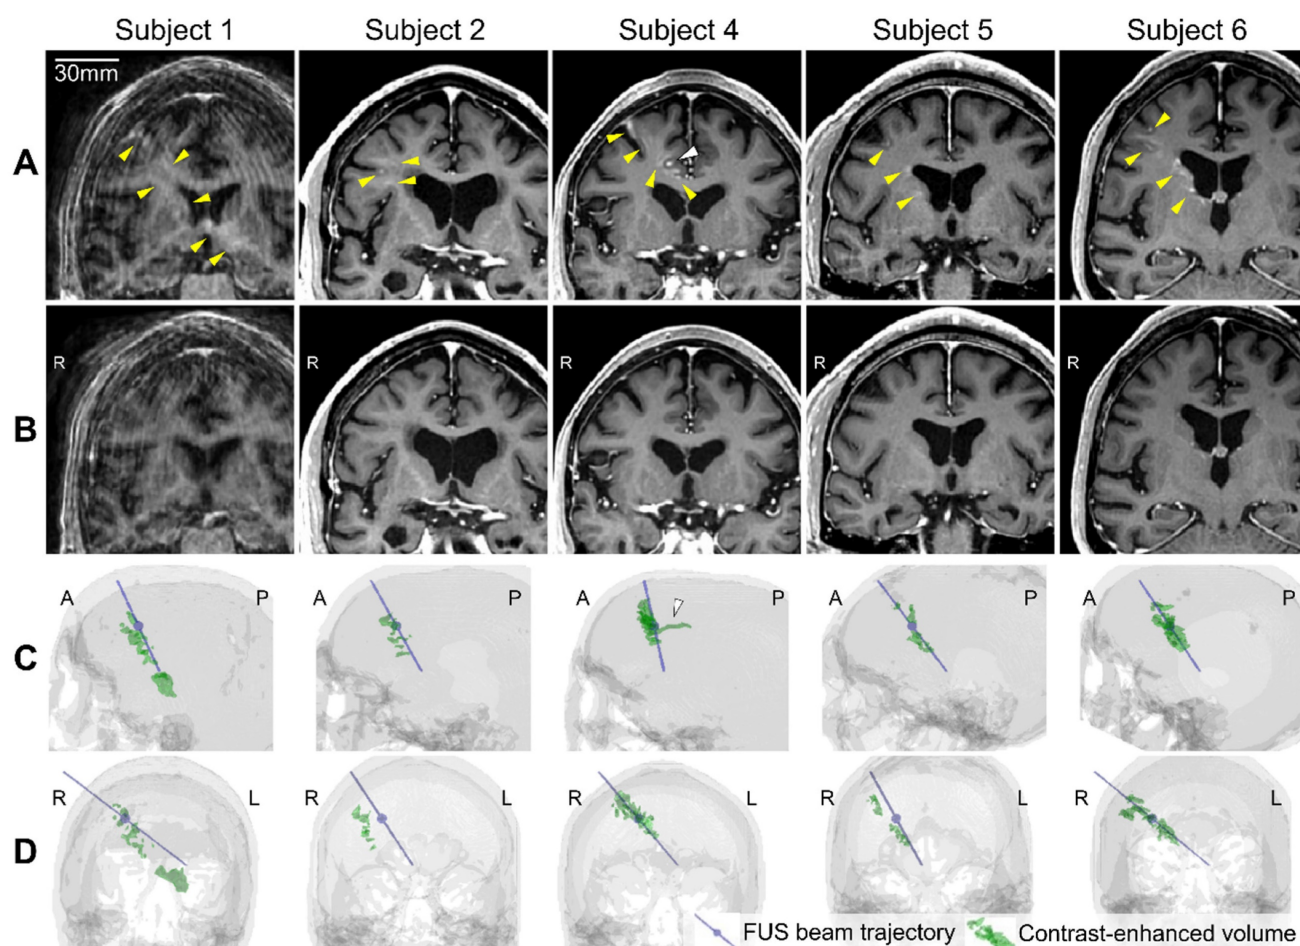 Subject 1 Subject 2 Subject 4 Subject 5 Subject 6
30mm
A
R R R R
B
A P A P A P A P A P
C
R L R L R L R L R L
D
FUS beam trajectory Contrast-enhanced volume